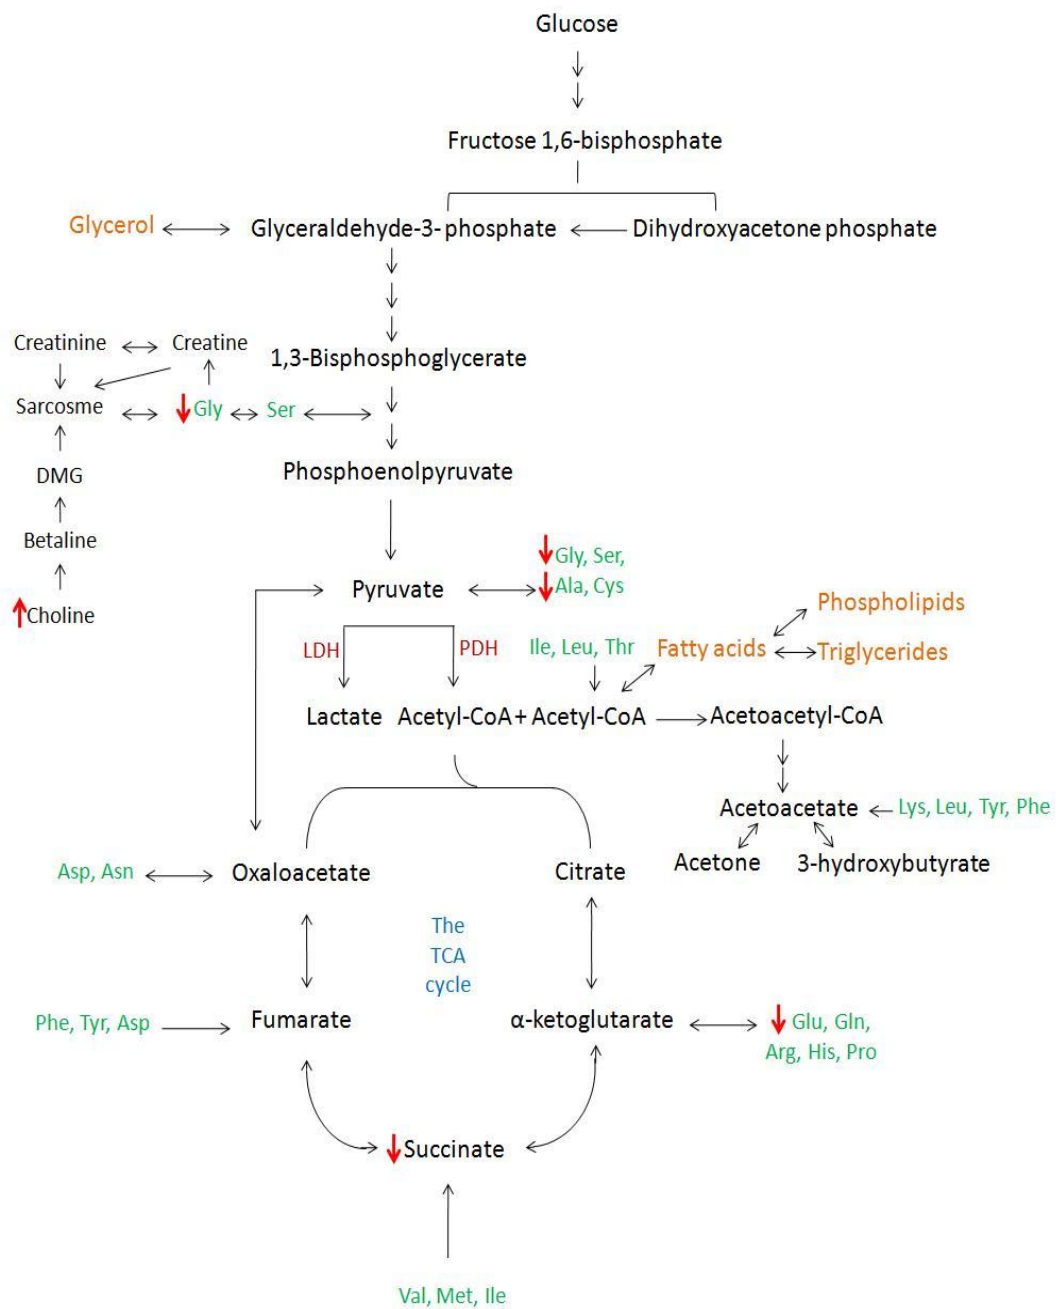 Glucose
Fructose 1,6-bisphosphate
Glycerol
Glyceraldehyde-3-phosphate
Dihydroxyacetone phosphate
Creatinine
Creatine
1,3-Bisphosphoglycerate
Sarcosme
Gly
Ser
DMG
Phosphoenolpyruvate
Betaline
Choline
Pyruvate
Gly, Ser,
Ala, Cys
Phospholipids
LDH
PDH
Ile, Leu, Thr
Fatty acids
Triglycerides
Lactate
Acetyl-CoA + Acetyl-CoA
Acetoacetyl-CoA
Acetoacetate
Lys, Leu, Tyr, Phe
Acetone
3-hydroxybutyrate
Asp, Asn
Oxaloacetate
Citrate
The
TCA
cycle
Phe, Tyr, Asp
Fumarate
α-ketoglutarate
Glu, Gln,
Arg, His, Pro
Succinate
Val, Met, Ile